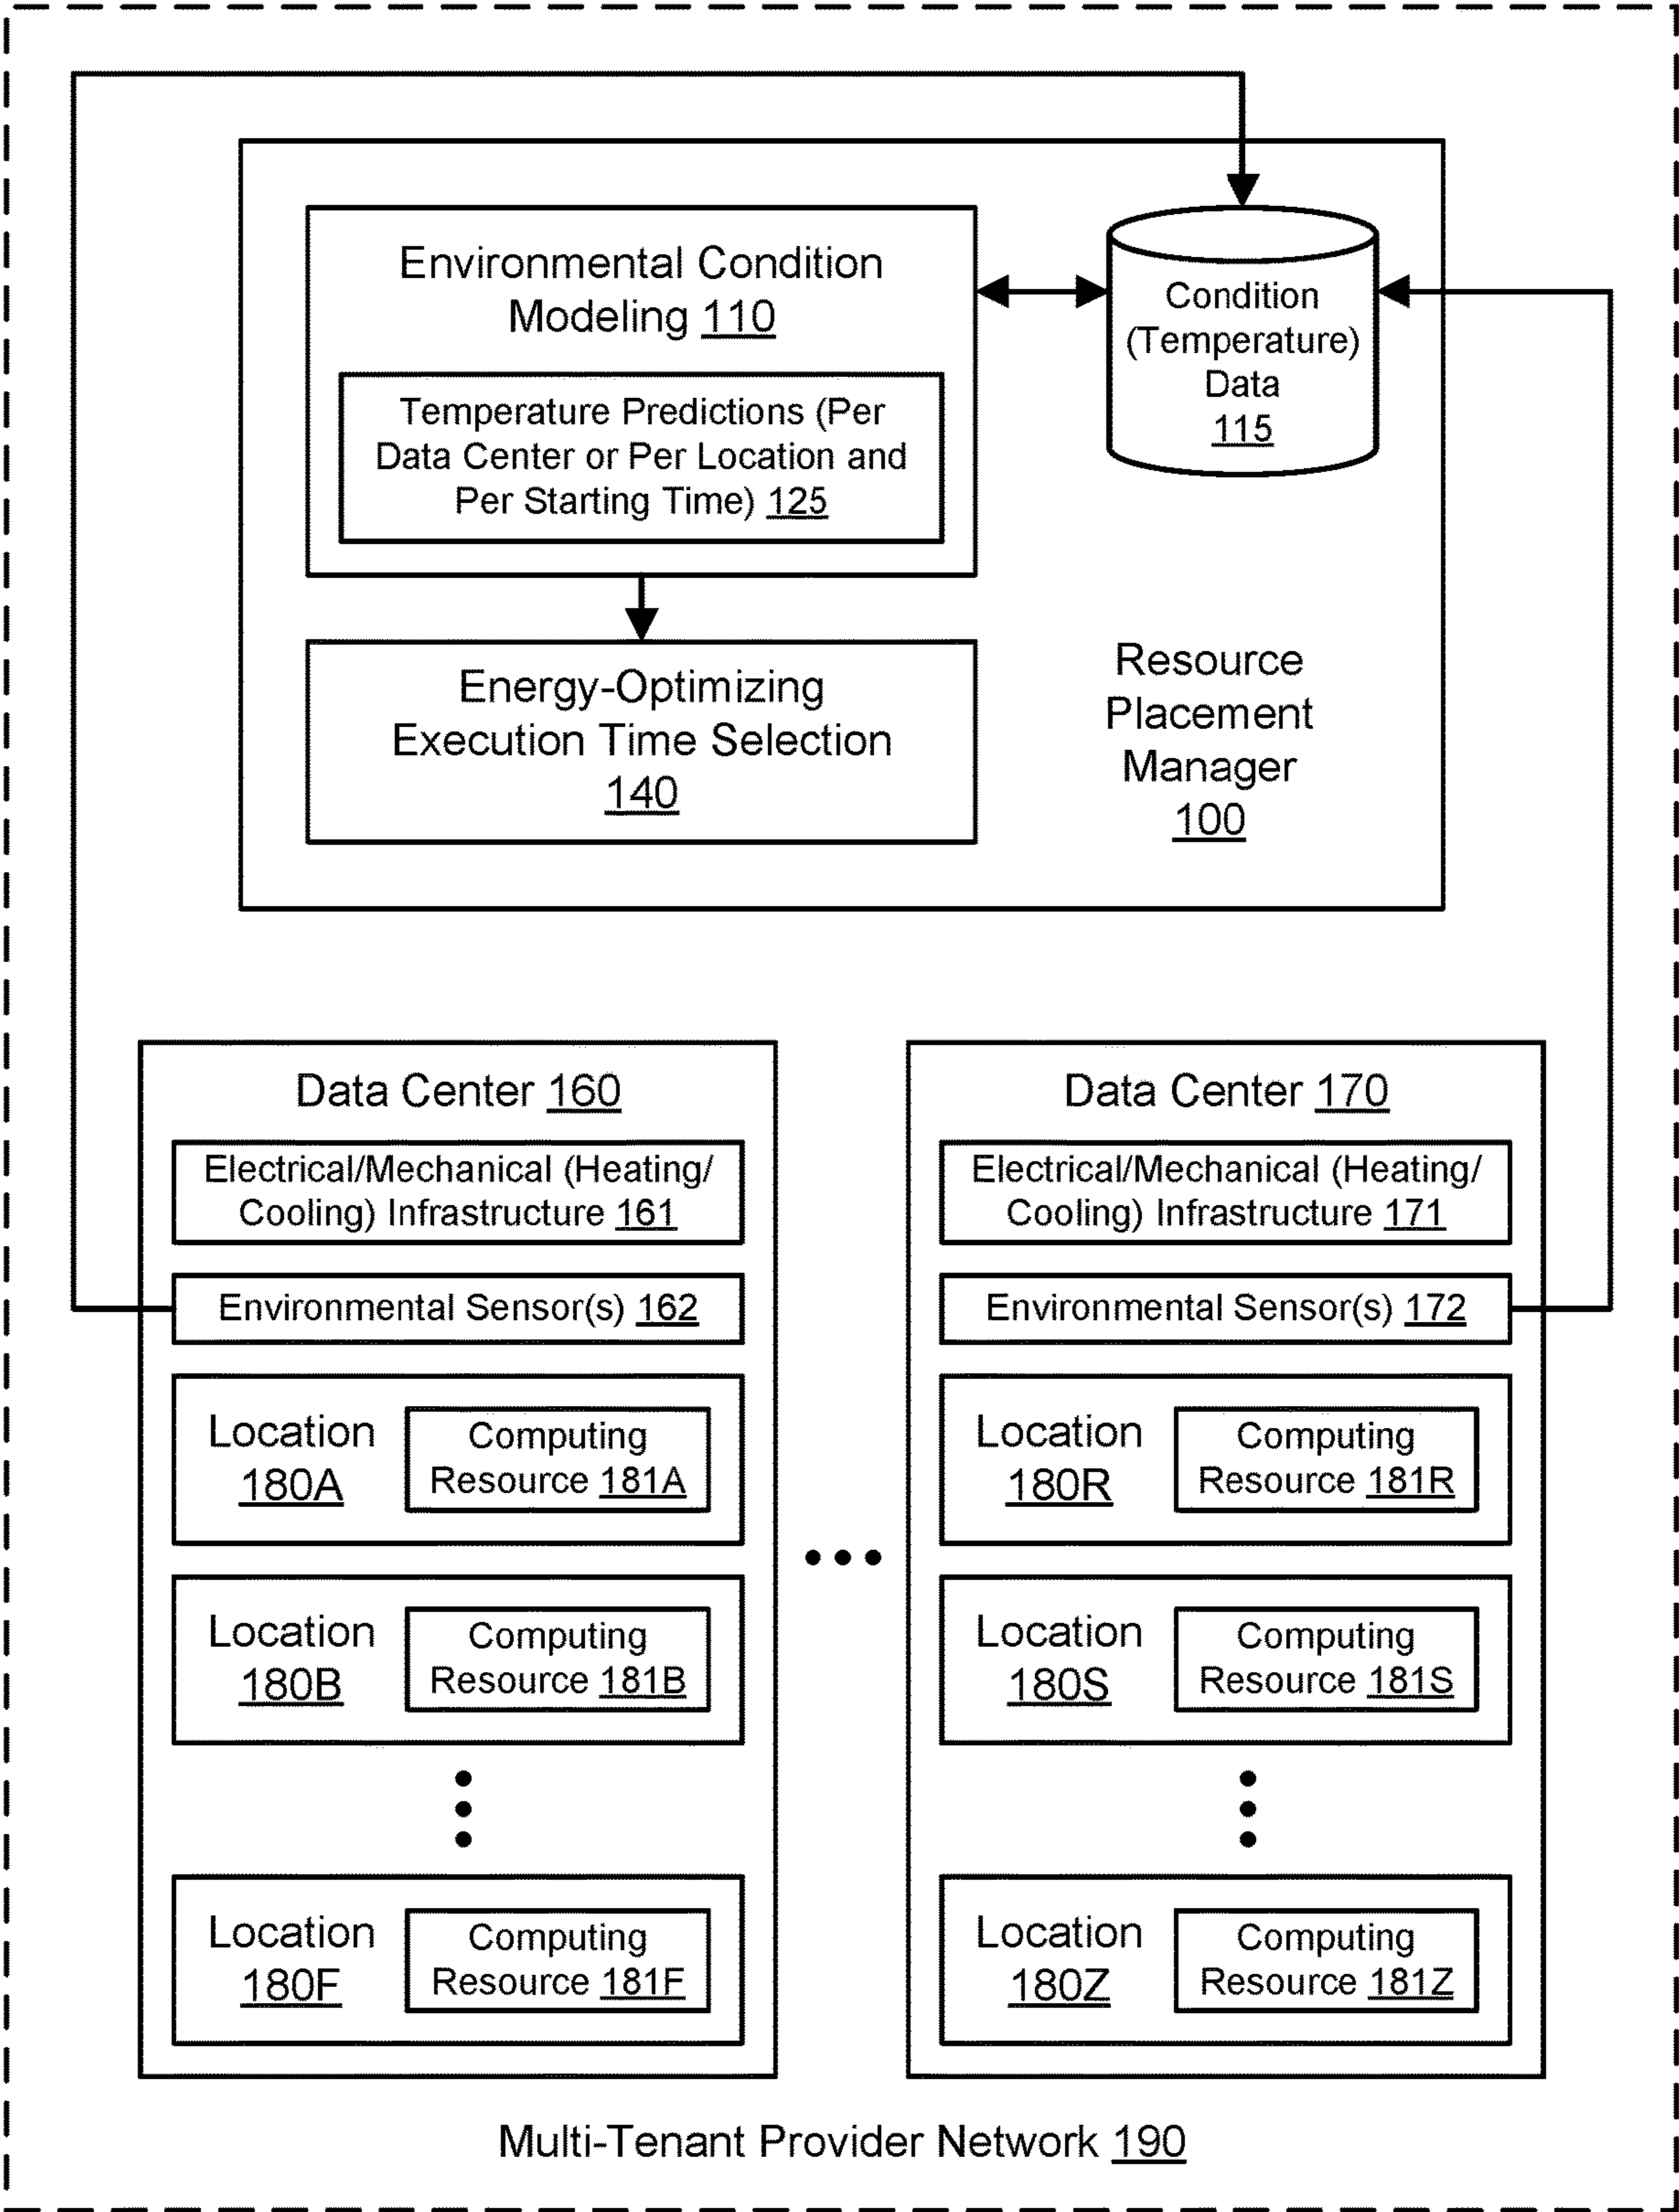 Environmental Condition
Modeling 110
Temperature Predictions (Per
Data Center or Per Location and
Per Starting Time) 125
Condition
(Temperature)
Data
115
Energy-Optimizing
Execution Time Selection
140
Resource
Placement
Manager
100
Data Center 160
Electrical/Mechanical (Heating/
Cooling) Infrastructure 161
Environmental Sensor(s) 162
Location
180A
Computing
Resource 181A
Location
180B
Computing
Resource 181B
Location
180F
Computing
Resource 181F
Data Center 170
Electrical/Mechanical (Heating/
Cooling) Infrastructure 171
Environmental Sensor(s) 172
Location
180R
Computing
Resource 181R
Location
180S
Computing
Resource 181S
Location
180Z
Computing
Resource 181Z
Multi-Tenant Provider Network 190